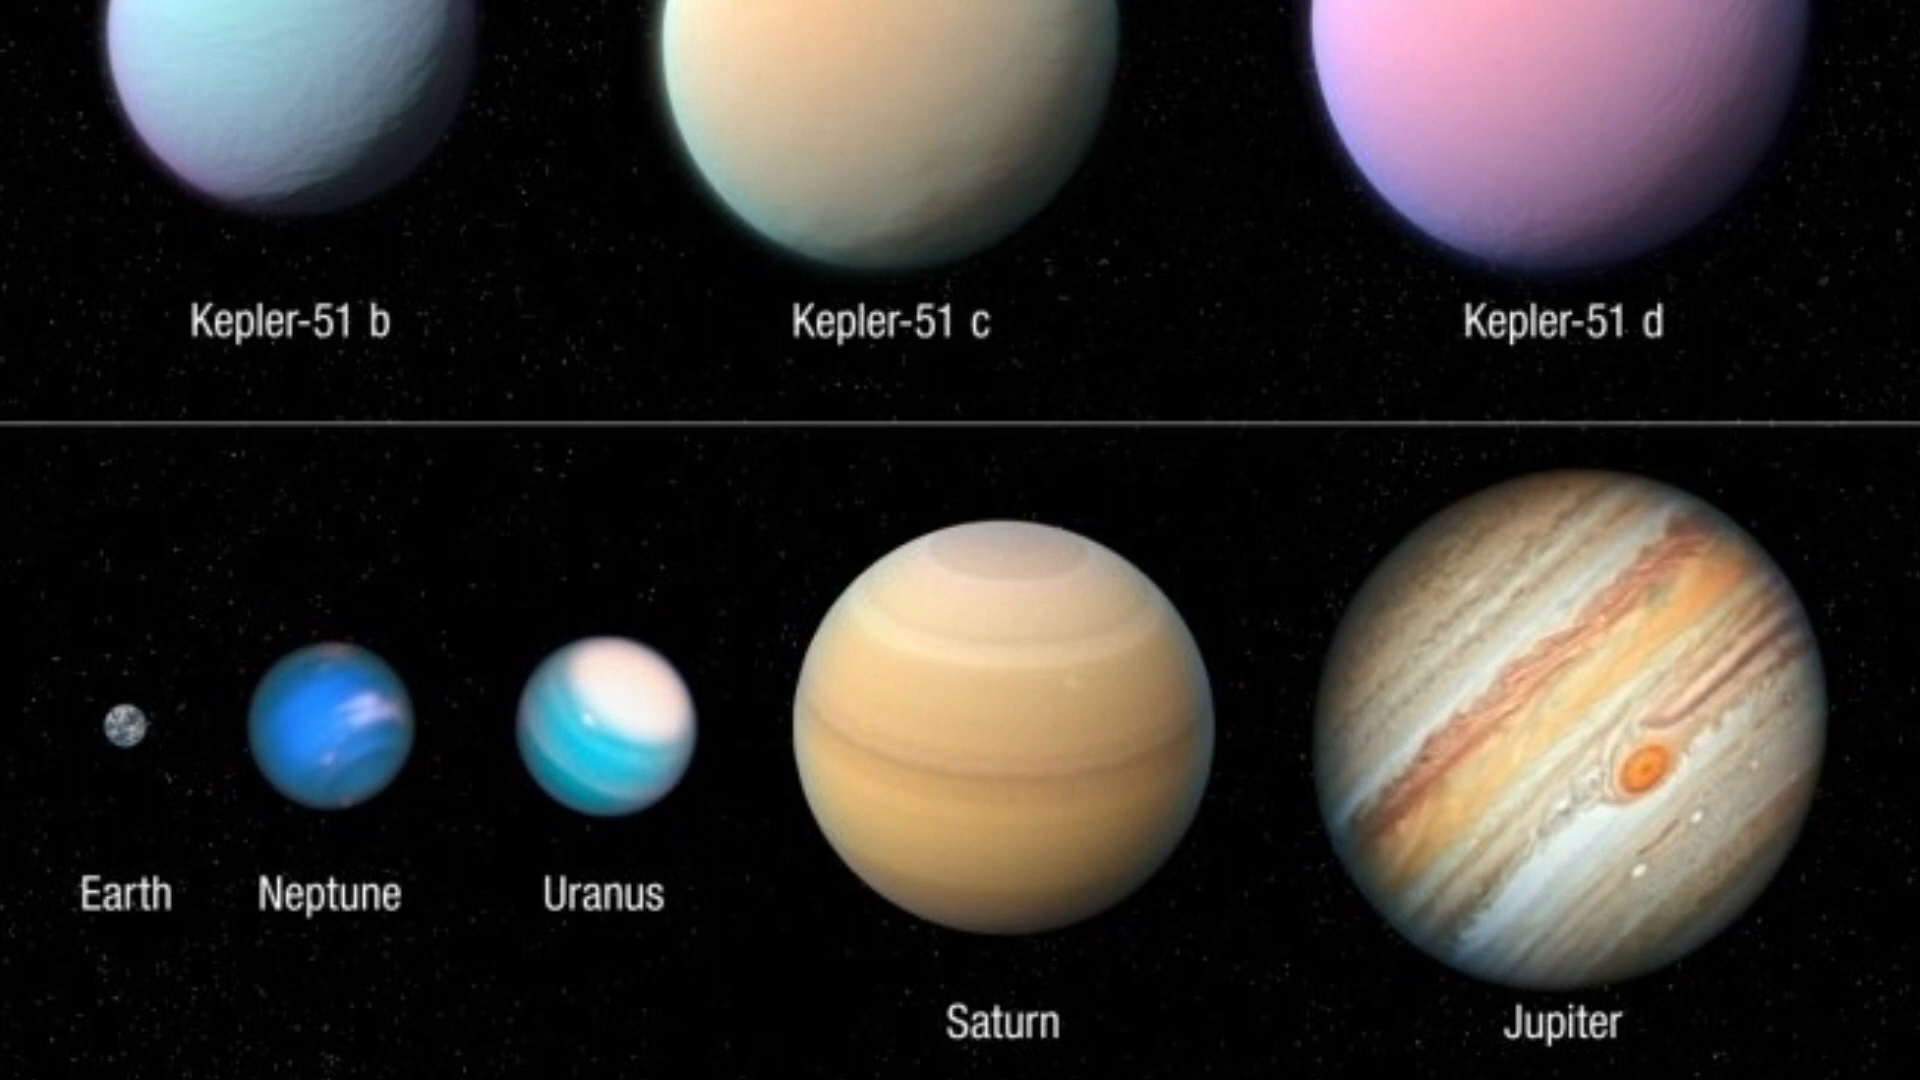 Kepler-51 b
Kepler-51 c
Kepler-51 d
Earth
Neptune
Uranus
Saturn
Jupiter